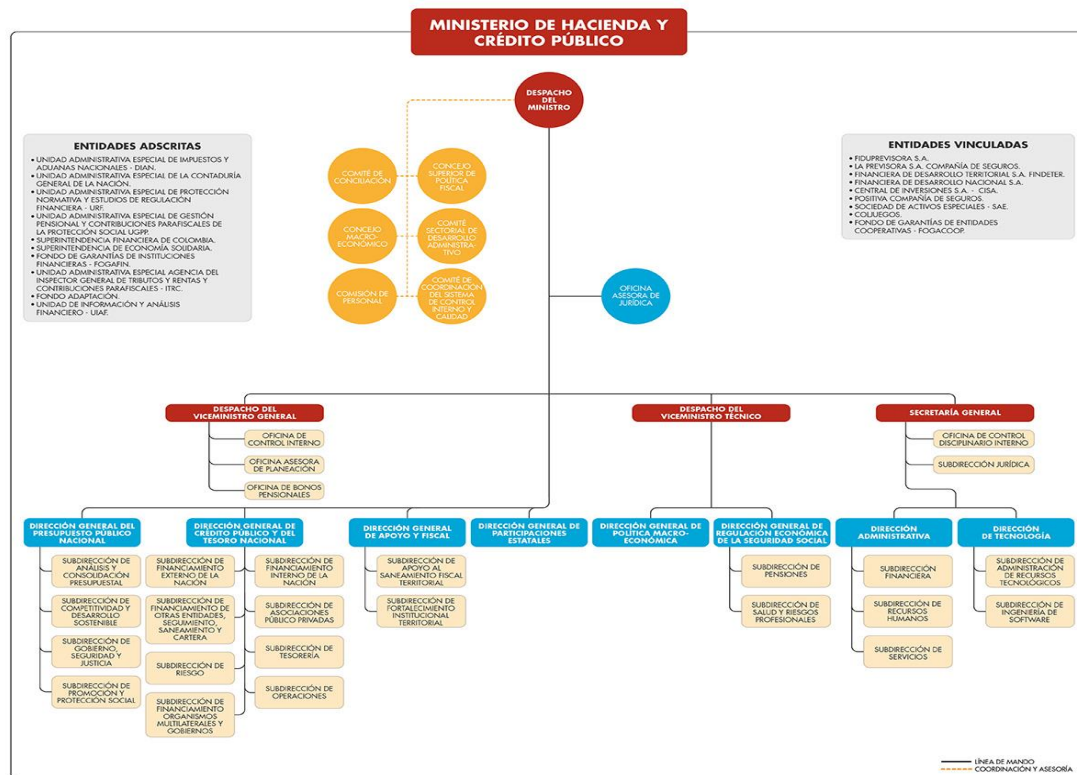 MINISTERIO DE HACIENDA Y
CRÉDITO PÚBLICO
DESPACHO
DEL
MINISTRO
ENTIDADES ADSCRITAS
• UNIDAD ADMINISTRATIVA ESPECIAL DE IMPUESTOS Y
ADUANAS NACIONALES - DIAN.
• UNIDAD ADMINISTRATIVA ESPECIAL DE LA CONTADURÍA
GENERAL DE LA NACIÓN.
• UNIDAD ADMINISTRATIVA ESPECIAL DE PROTECCIÓN
NORMATIVA Y ESTUDIOS DE REGULACIÓN
FINANCIERA - URF.
• UNIDAD ADMINISTRATIVA ESPECIAL DE GESTIÓN
PENSIONAL Y CONTRIBUCIONES PARAFISCALES DE
LA PROTECCIÓN SOCIAL UGPP.
• SUPERINTENDENCIA FINANCIERA DE COLOMBIA.
• SUPERINTENDENCIA DE ECONOMÍA SOLIDARIA.
• FONDO DE GARANTÍAS DE INSTITUCIONES
FINANCIERAS - FOGAFIN.
• UNIDAD ADMINISTRATIVA ESPECIAL AGENCIA DEL
INSPECTOR GENERAL DE TRIBUTOS Y RENTAS Y
CONTRIBUCIONES PARAFISCALES - ITRC.
• FONDO ADAPTACIÓN.
• UNIDAD DE INFORMACIÓN Y ANÁLISIS
FINANCIERO - UIAF.
COMITÉ DE
CONCILIACIÓN
CONCEJO
SUPERIOR DE
POLÍTICA
FISCAL
CONCEJO
MACRO-
ECONÓMICO
COMITÉ
SECTORIAL DE
DESARROLLO
ADMINISTRA-
TIVO
COMISIÓN DE
PERSONAL
COMITÉ DE
COORDINACIÓN
DEL SISTEMA
DE CONTROL
INTERNO Y
CALIDAD
ENTIDADES VINCULADAS
• FIDUPREVISORA S.A.
• LA PREVISORA S.A. COMPAÑÍA DE SEGUROS.
• FINANCIERA DE DESARROLLO TERRITORIAL S.A. FINDETER.
• FINANCIERA DE DESARROLLO NACIONAL S.A.
• CENTRAL DE INVERSIONES S.A - CISA.
• POSITIVA COMPAÑÍA DE SEGUROS.
• SOCIEDAD DE ACTIVOS ESPECIALES - SAE.
• COLJUEGOS.
• FONDO DE GARANTÍAS DE ENTIDADES
COOPERATIVAS - FOGACOOP.
OFICINA
ASESORA DE
JURÍDICA
DESPACHO DEL
VICEMINISTRO GENERAL
OFICINA DE
CONTROL INTERNO
OFICINA ASESORA
DE PLANEACIÓN
OFICINA DE BONOS
PENSIONALES
DESPACHO DEL
VICEMINISTRO TÉCNICO
SECRETARÍA GENERAL
OFICINA DE CONTROL
DISCIPLINARIO INTERNO
SUBDIRECCIÓN JURÍDICA
DIRECCIÓN GENERAL DEL
PRESUPUESTO PÚBLICO
NACIONAL
SUBDIRECCIÓN DE
ANÁLISIS Y
CONSOLIDACIÓN
PRESUPUESTAL
SUBDIRECCIÓN DE
COMPETITIVIDAD Y
DESARROLLO
SOSTENIBLE
SUBDIRECCIÓN DE
GOBIERNO,
SEGURIDAD Y
JUSTICIA
SUBDIRECCIÓN DE
PROMOCIÓN Y
PROTECCIÓN SOCIAL
DIRECCIÓN GENERAL DE
CRÉDITO PÚBLICO Y DEL
TESORO NACIONAL
SUBDIRECCIÓN DE
FINANCIAMIENTO
EXTERNO DE LA
NACIÓN
SUBDIRECCIÓN DE
FINANCIAMIENTO DE
OTRAS ENTIDADES,
SEGUIMIENTO,
SANEAMIENTO Y
CARTERA
SUBDIRECCIÓN DE
RIESGO
SUBDIRECCIÓN DE
FINANCIAMIENTO
ORGANISMOS
MULTILATERALES Y
GOBIERNOS
SUBDIRECCIÓN DE
FINANCIAMIENTO
INTERNO DE LA
NACIÓN
SUBDIRECCIÓN DE
ASOCIACIONES
PÚBLICO PRIVADAS
SUBDIRECCIÓN DE
TESORERÍA
SUBDIRECCIÓN DE
OPERACIONES
DIRECCIÓN GENERAL
DE APOYO Y FISCAL
SUBDIRECCIÓN DE
APOYO AL
SANEAMIENTO FISCAL
TERRITORIAL
SUBDIRECCIÓN DE
FORTALECIMIENTO
INSTITUCIONAL
TERRITORIAL
DIRECCIÓN GENERAL DE
PARTICIPACIONES
ESTATALES
DIRECCIÓN GENERAL DE
POLÍTICA MACRO-
ECONÓMICA
DIRECCIÓN GENERAL DE
REGULACIÓN ECONÓMICA
DE LA SEGURIDAD SOCIAL
SUBDIRECCIÓN DE
PENSIONES
SUBDIRECCIÓN DE
SALUD Y RIESGOS
PROFESIONALES
DIRECCIÓN
ADMINISTRATIVA
SUBDIRECCIÓN
FINANCIERA
SUBDIRECCIÓN DE
RECURSOS
HUMANOS
SUBDIRECCIÓN DE
SERVICIOS
DIRECCIÓN
DE TECNOLOGÍA
SUBDIRECCIÓN DE
ADMINISTRACIÓN
DE RECURSOS
TECNOLÓGICOS
SUBDIRECCIÓN DE
INGENIERÍA DE
SOFTWARE
LÍNEA DE MANDO
COORDINACIÓN Y ASESORÍA